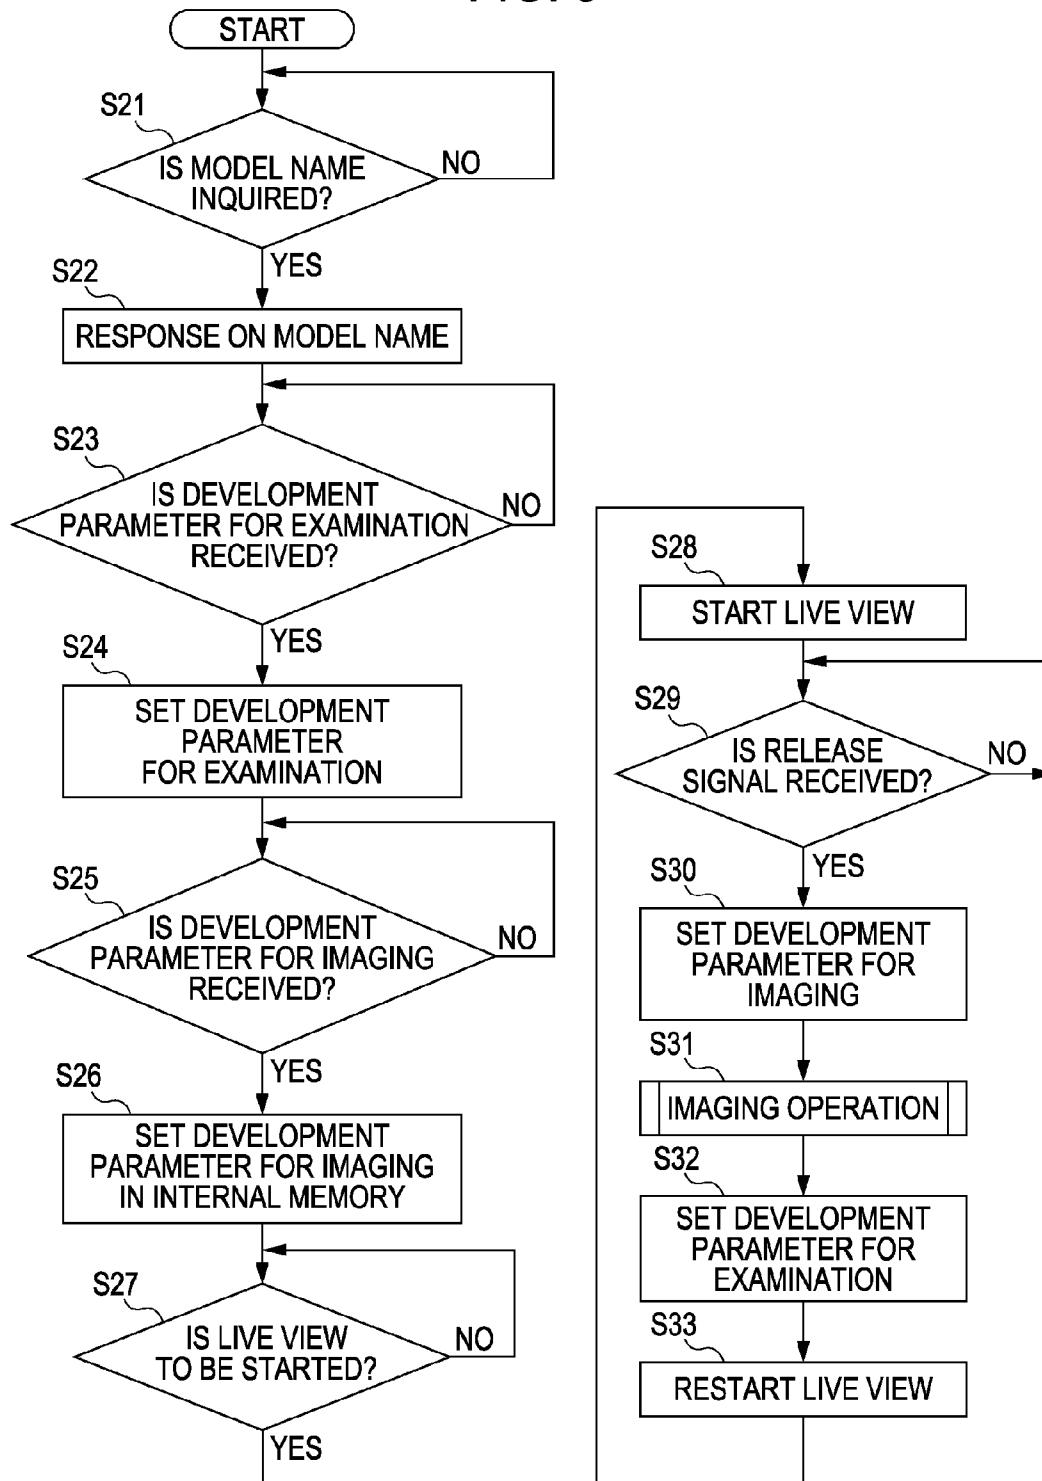 START
S21
IS MODEL NAME
INQUIRED?
NO
YES
S22
RESPONSE ON MODEL NAME
S23
IS DEVELOPMENT
PARAMETER FOR EXAMINATION
RECEIVED?
NO
YES
S24
SET DEVELOPMENT
PARAMETER
FOR EXAMINATION
S25
IS DEVELOPMENT
PARAMETER FOR IMAGING
RECEIVED?
NO
YES
S26
SET DEVELOPMENT
PARAMETER FOR IMAGING
IN INTERNAL MEMORY
S27
IS LIVE VIEW
TO BE STARTED?
NO
YES
S28
START LIVE VIEW
S29
IS RELEASE
SIGNAL RECEIVED?
NO
YES
S30
SET DEVELOPMENT
PARAMETER FOR
IMAGING
S31
IMAGING OPERATION
S32
SET DEVELOPMENT
PARAMETER FOR
EXAMINATION
S33
RESTART LIVE VIEW